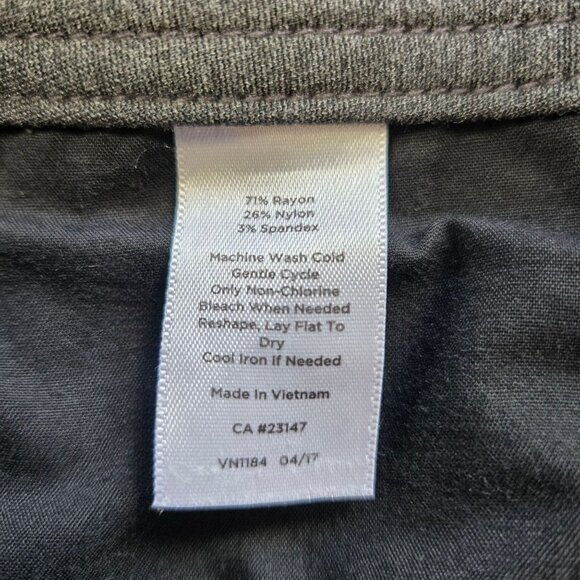 71% Rayon
26% Nylon
3% Spandex
Machine Wash Cold
Gentle Cycle
Only Non-Chlorine
Bleach When Needed
Reshape, Lay Flat To
Dry
Cool Iron If Needed
Made In Vietnam
CA #23147
VN1184 04/17